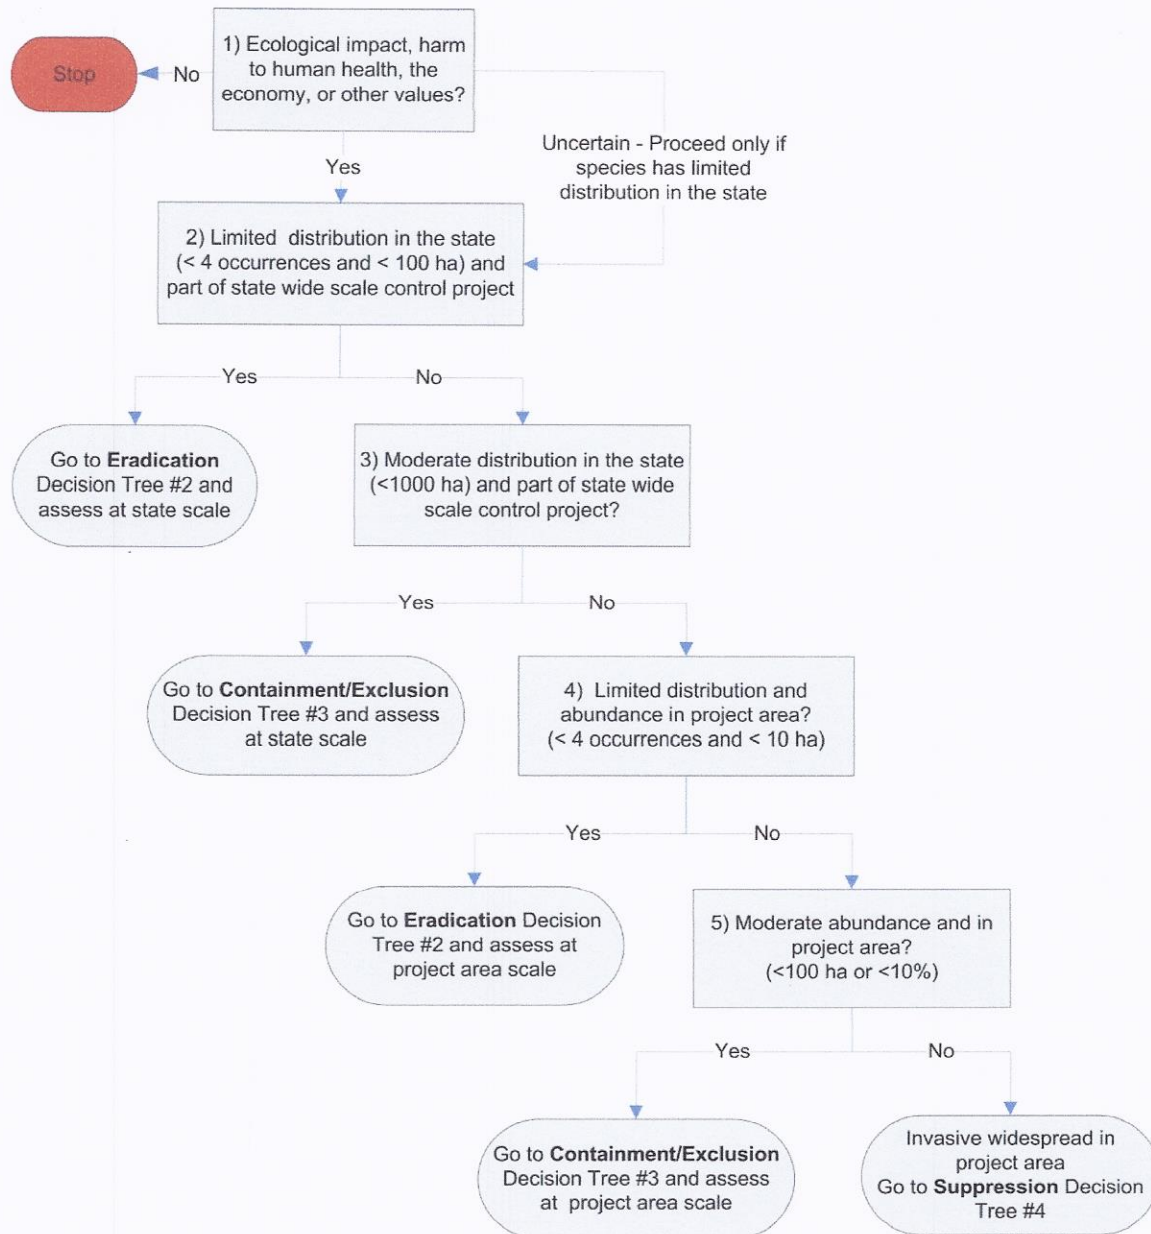 1) Ecological impact, harm
to human health, the
economy, or other values?
Stop
No
Uncertain - Proceed only if
species has limited
distribution in the state
Yes
2) Limited distribution in the state
(< 4 occurrences and < 100 ha) and
part of state wide scale control project
Yes
No
Go to Eradication
Decision Tree #2 and
assess at state scale
3) Moderate distribution in the state
(<1000 ha) and part of state wide
scale control project?
Yes
No
Go to Containment/Exclusion
Decision Tree #3 and assess
at state scale
4) Limited distribution and
abundance in project area?
(< 4 occurrences and < 10 ha)
Yes
No
Go to Eradication Decision
Tree #2 and assess at
project area scale
5) Moderate abundance and in
project area?
(<100 ha or <10%)
Yes
No
Go to Containment/Exclusion
Decision Tree #3 and assess
at project area scale
Invasive widespread in
project area
Go to Suppression Decision
Tree #4